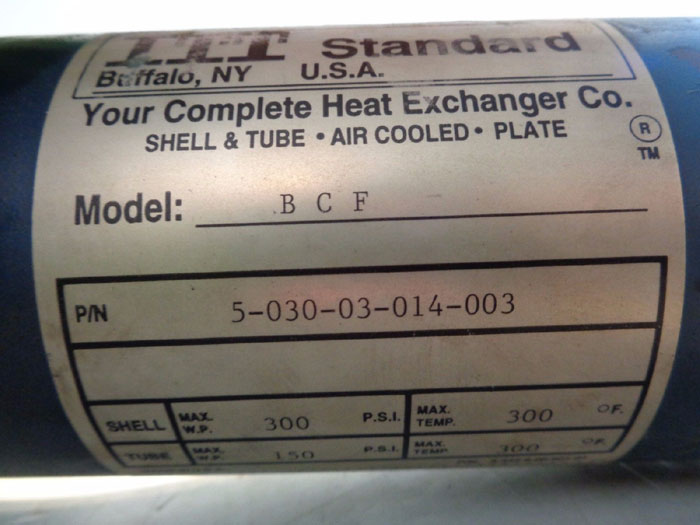 ITT Standard
Buffalo, NY U.S.A.
Your Complete Heat Exchanger Co.
SHELL & TUBE • AIR COOLED • PLATE ®
TM
Model: B C F
P/N 5-030-03-014-003
SHELL MAX. W.P. 300 P.S.I. MAX. TEMP. 300 °F.
TUBE MAX. W.P. 150 P.S.I. MAX. TEMP. 300 °F.